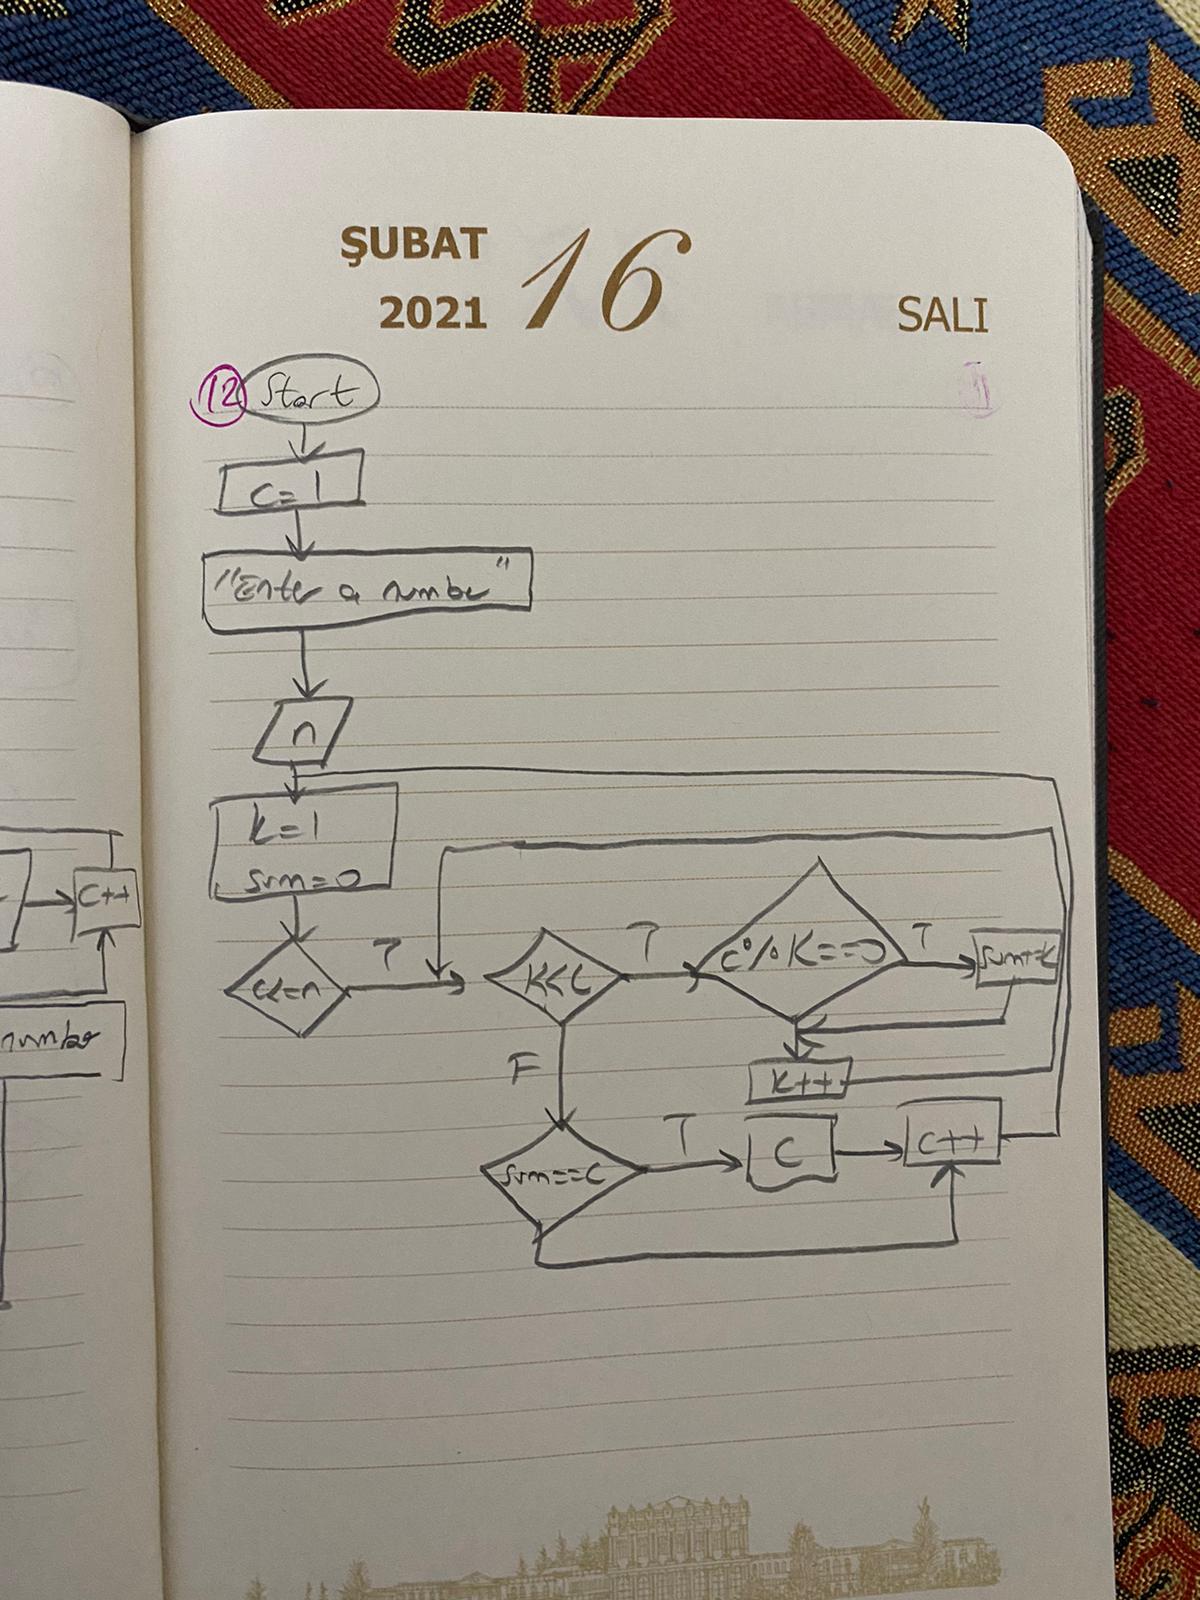 ŞUBAT
2021
16
SALI
12
Start
c=1
"Enter a number"
n
k=1
sum=0
c<=n
T
k<c
T
c%k==0
T
sum+=k
F
k++
sum==c
T
c
c++
c++
number